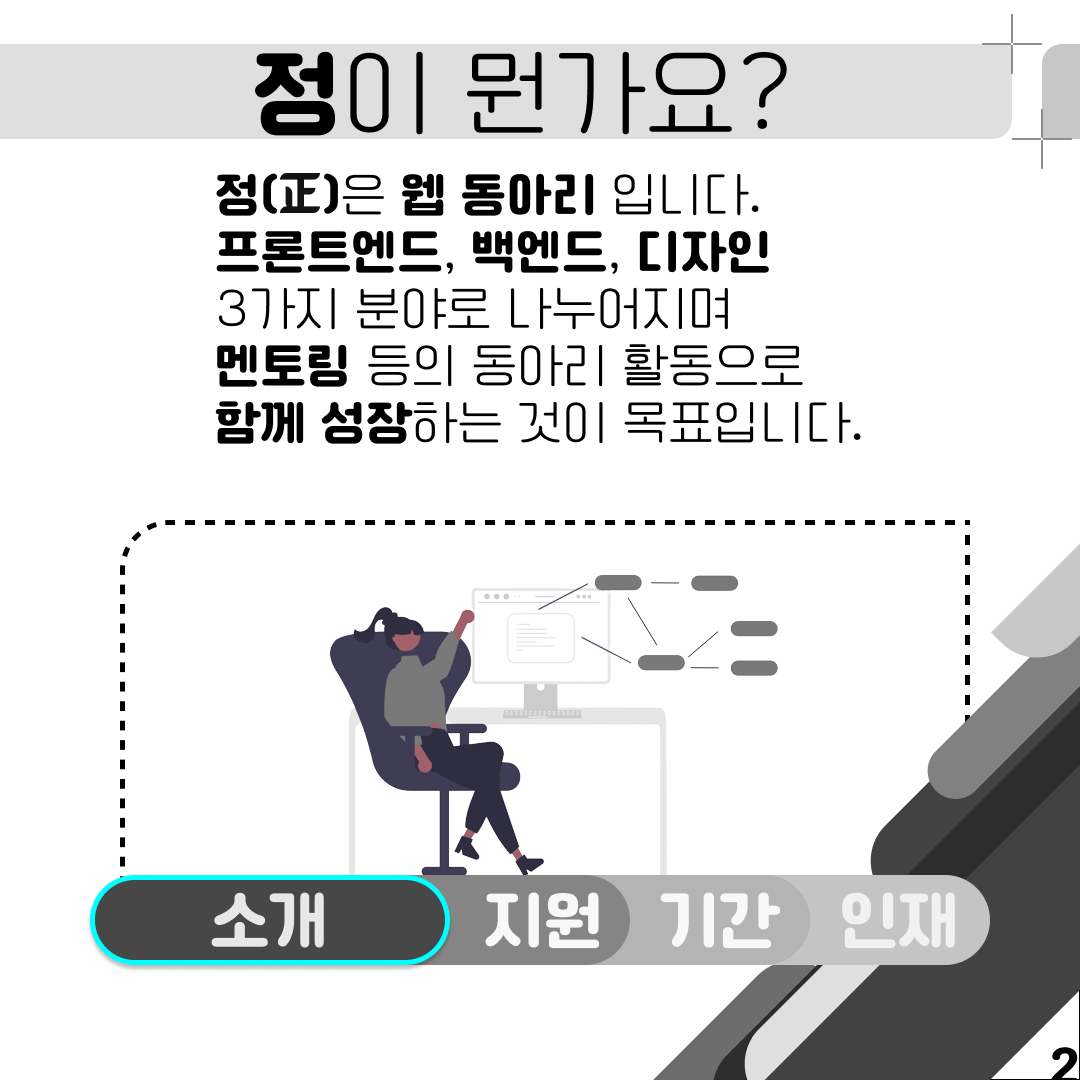 정이 뭔가요?
정(正)은 웹 동아리 입니다.
프론트엔드, 백엔드, 디자인
3가지 분야로 나누어지며
멘토링 등의 동아리 활동으로
함께 성장하는 것이 목표입니다.
소개 지원 기간 인재
2